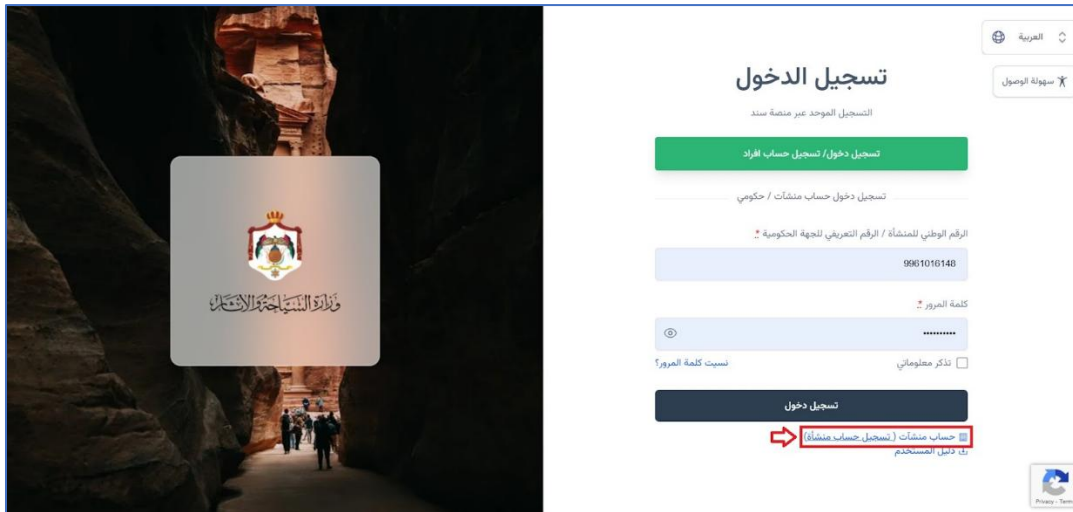 العربية
سهولة الوصول
تسجيل الدخول
التسجيل الموحد عبر منصة سند
تسجيل دخول/ تسجيل حساب افراد
تسجيل دخول حساب منشآت / حكومي
الرقم الوطني للمنشأة / الرقم التعريفي للجهة الحكومية *
9961016148
كلمة المرور *
••••••••••
تذكر معلوماتي
نسيت كلمة المرور؟
تسجيل دخول
حساب منشآت ( تسجيل حساب منشأة)
دليل المستخدم
وزارة السياحة والآثار